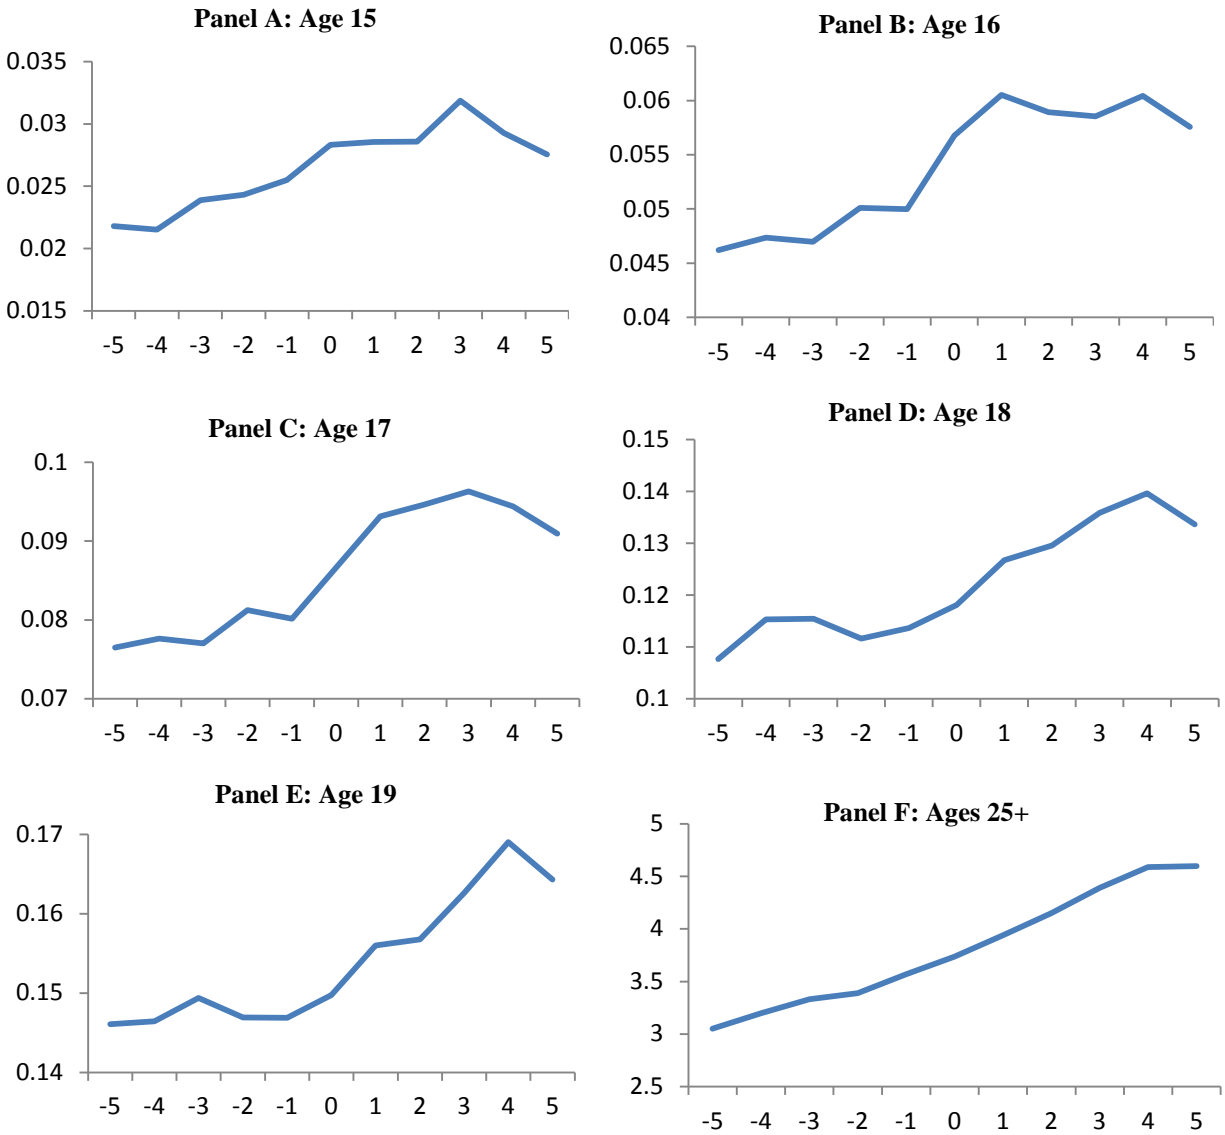 Panel A: Age 15
0.035
0.03
0.025
0.02
0.015
-5 -4 -3 -2 -1 0 1 2 3 4 5
Panel B: Age 16
0.065
0.06
0.055
0.05
0.045
0.04
-5 -4 -3 -2 -1 0 1 2 3 4 5
Panel C: Age 17
0.1
0.09
0.08
0.07
-5 -4 -3 -2 -1 0 1 2 3 4 5
Panel D: Age 18
0.15
0.14
0.13
0.12
0.11
0.1
-5 -4 -3 -2 -1 0 1 2 3 4 5
Panel E: Age 19
0.17
0.16
0.15
0.14
-5 -4 -3 -2 -1 0 1 2 3 4 5
Panel F: Ages 25+
5
4.5
4
3.5
3
2.5
-5 -4 -3 -2 -1 0 1 2 3 4 5